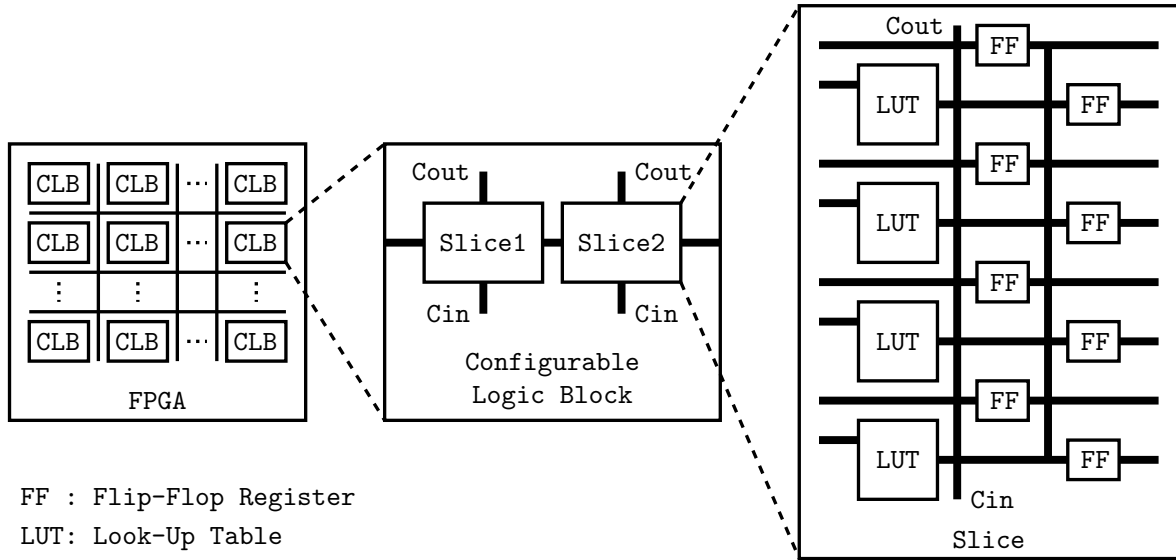 CLB CLB ... CLB
CLB CLB ... CLB
⋮ ⋮ ⋮
CLB CLB ... CLB
FPGA
Cout Cout
Slice1 Slice2
Cin Cin
Configurable
Logic Block
Cout
FF
LUT
FF
FF
LUT
FF
FF
LUT
FF
FF
LUT
FF
Cin
Slice
FF : Flip-Flop Register
LUT: Look-Up Table